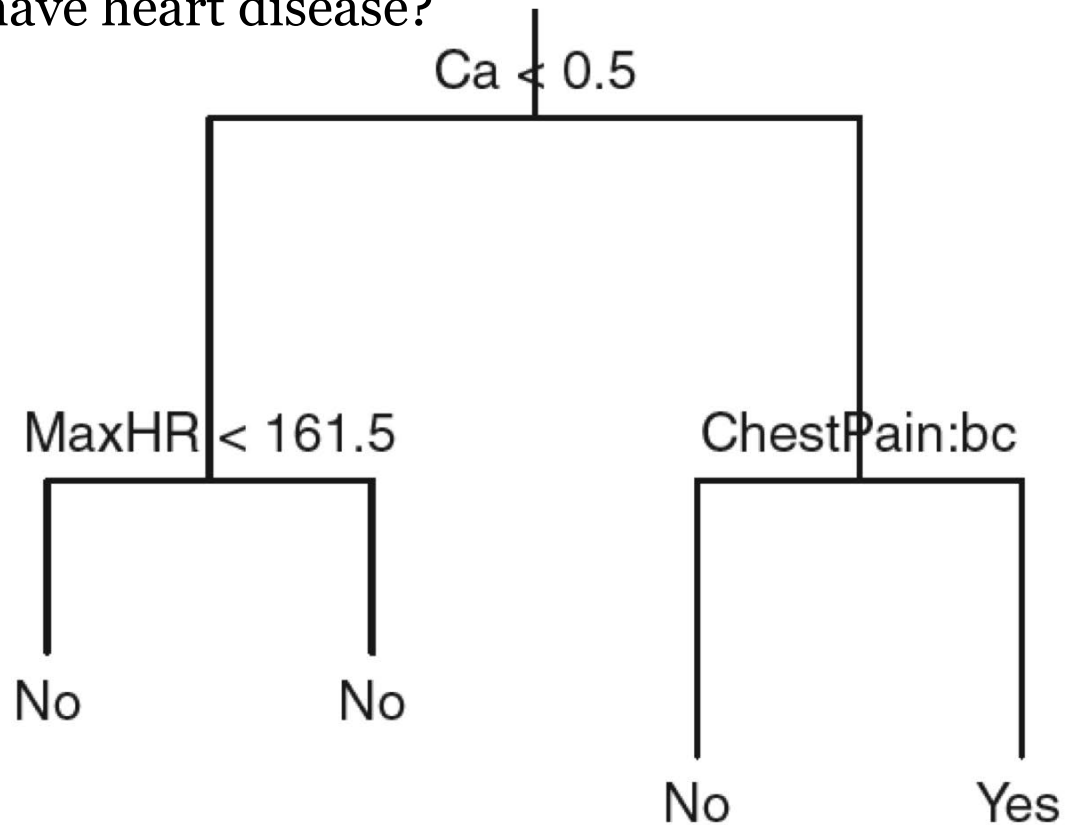 have heart disease?
Ca < 0.5
MaxHR < 161.5
ChestPain:bc
No
No
No
Yes